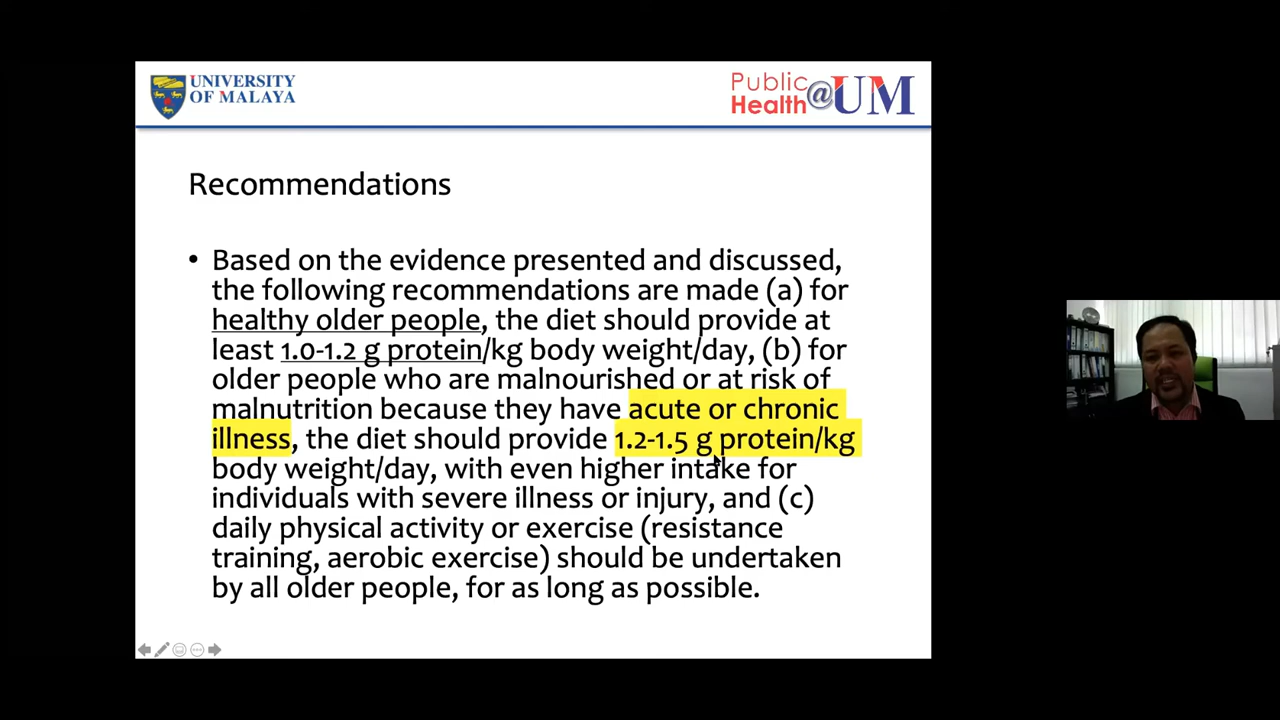 UNIVERSITY
OF MALAYA
Public
Health@UM
Recommendations
• Based on the evidence presented and discussed,
the following recommendations are made (a) for
healthy older people, the diet should provide at
least 1.0-1.2 g protein/kg body weight/day, (b) for
older people who are malnourished or at risk of
malnutrition because they have acute or chronic
illness, the diet should provide 1.2-1.5 g protein/kg
body weight/day, with even higher intake for
individuals with severe illness or injury, and (c)
daily physical activity or exercise (resistance
training, aerobic exercise) should be undertaken
by all older people, for as long as possible.